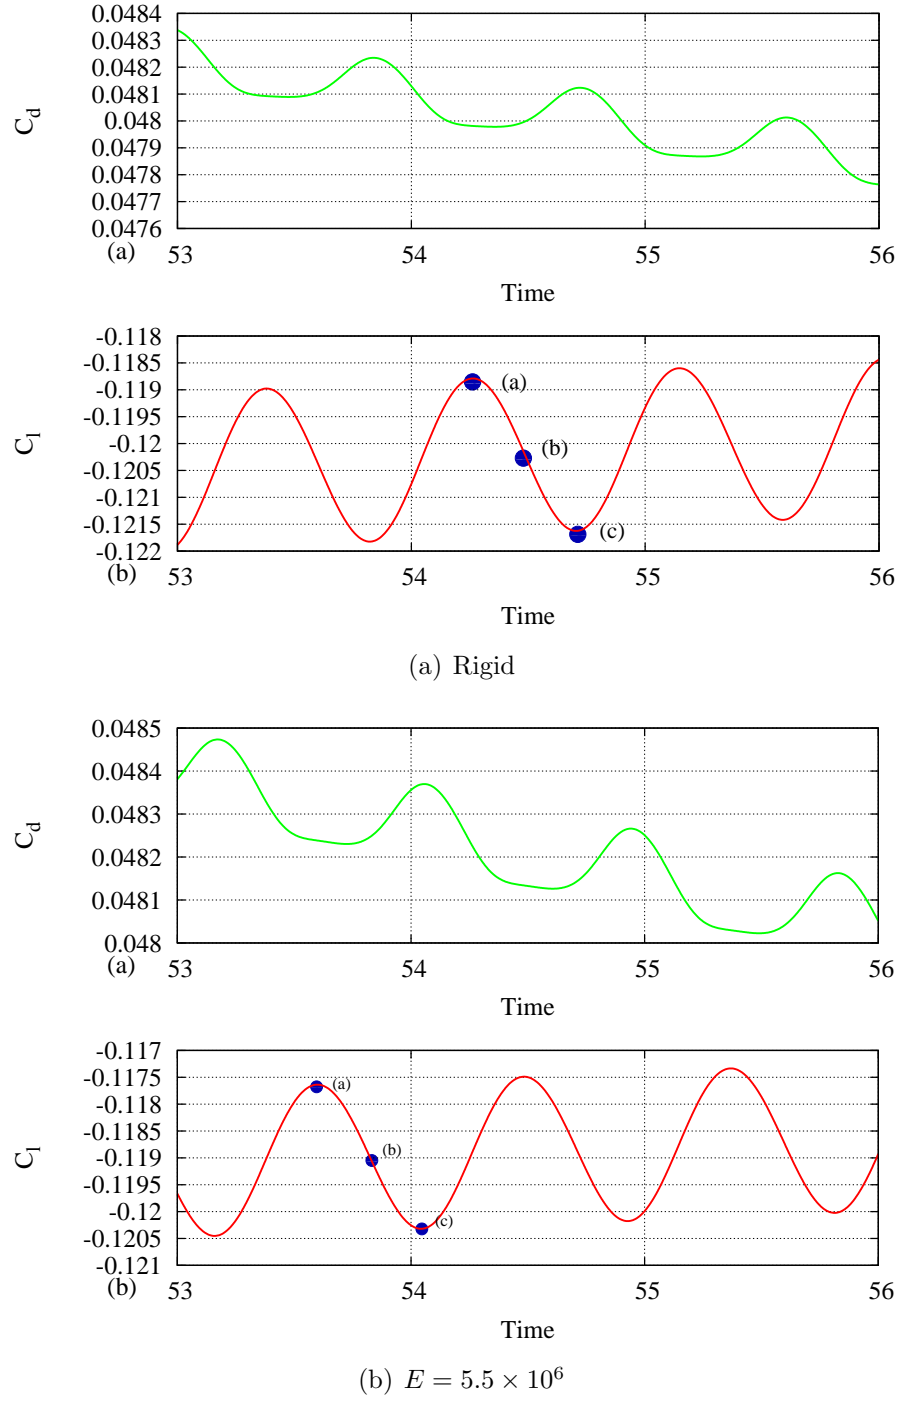 0.0484
0.0483
0.0482
0.0481
0.048
0.0479
0.0478
0.0477
0.0476
C_d
(a)
53 54 55 56
Time
-0.118
-0.1185
-0.119
-0.1195
-0.12
-0.1205
-0.121
-0.1215
-0.122
C_l
(a)
(b)
(c)
(b)
53 54 55 56
Time
(a) Rigid
0.0485
0.0484
0.0483
0.0482
0.0481
0.048
C_d
(a)
53 54 55 56
Time
-0.117
-0.1175
-0.118
-0.1185
-0.119
-0.1195
-0.12
-0.1205
-0.121
C_l
(a)
(b)
(c)
(b)
53 54 55 56
Time
(b) E = 5.5 × 10⁶